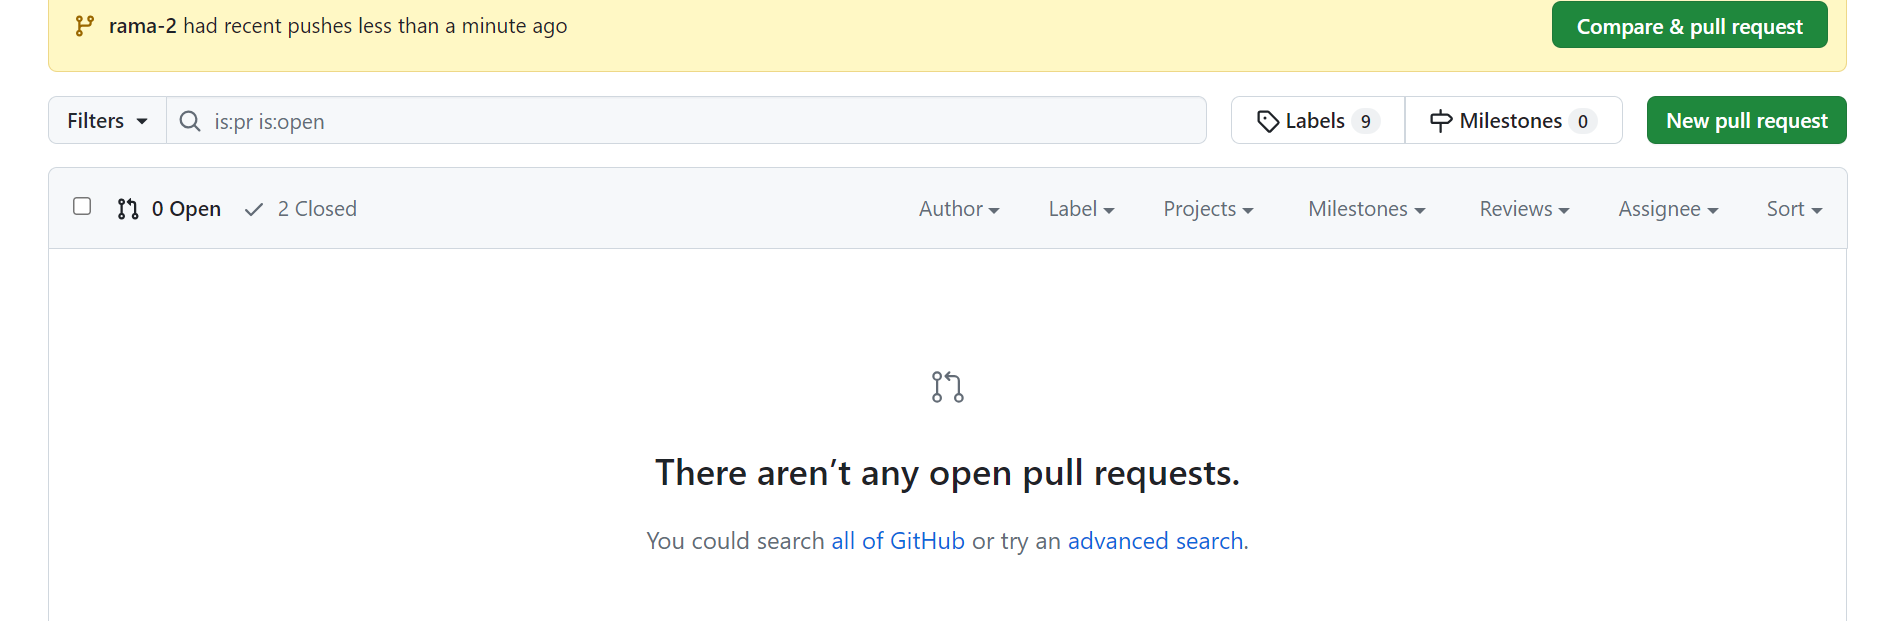 rama-2 had recent pushes less than a minute ago
Compare & pull request
Filters
is:pr is:open
Labels 9
Milestones 0
New pull request
0 Open
2 Closed
Author
Label
Projects
Milestones
Reviews
Assignee
Sort
There aren’t any open pull requests.
You could search all of GitHub or try an advanced search.